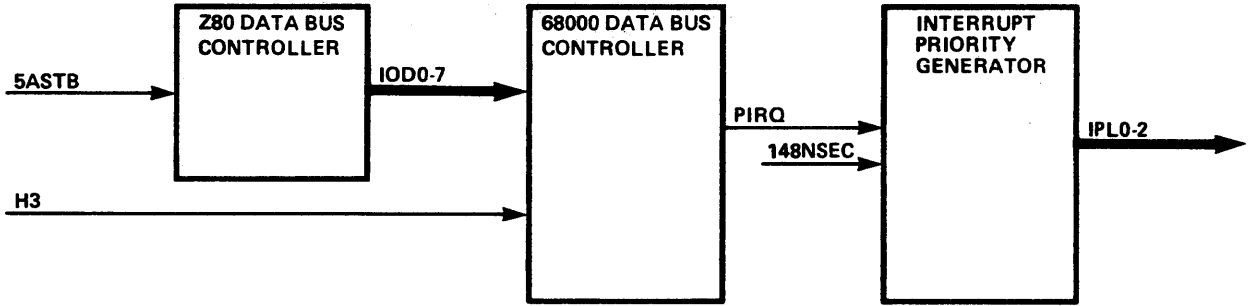 Z80 DATA BUS
CONTROLLER
68000 DATA BUS
CONTROLLER
INTERRUPT
PRIORITY
GENERATOR
5ASTB
IOD0-7
PIRQ
IPL0-2
148NSEC
H3